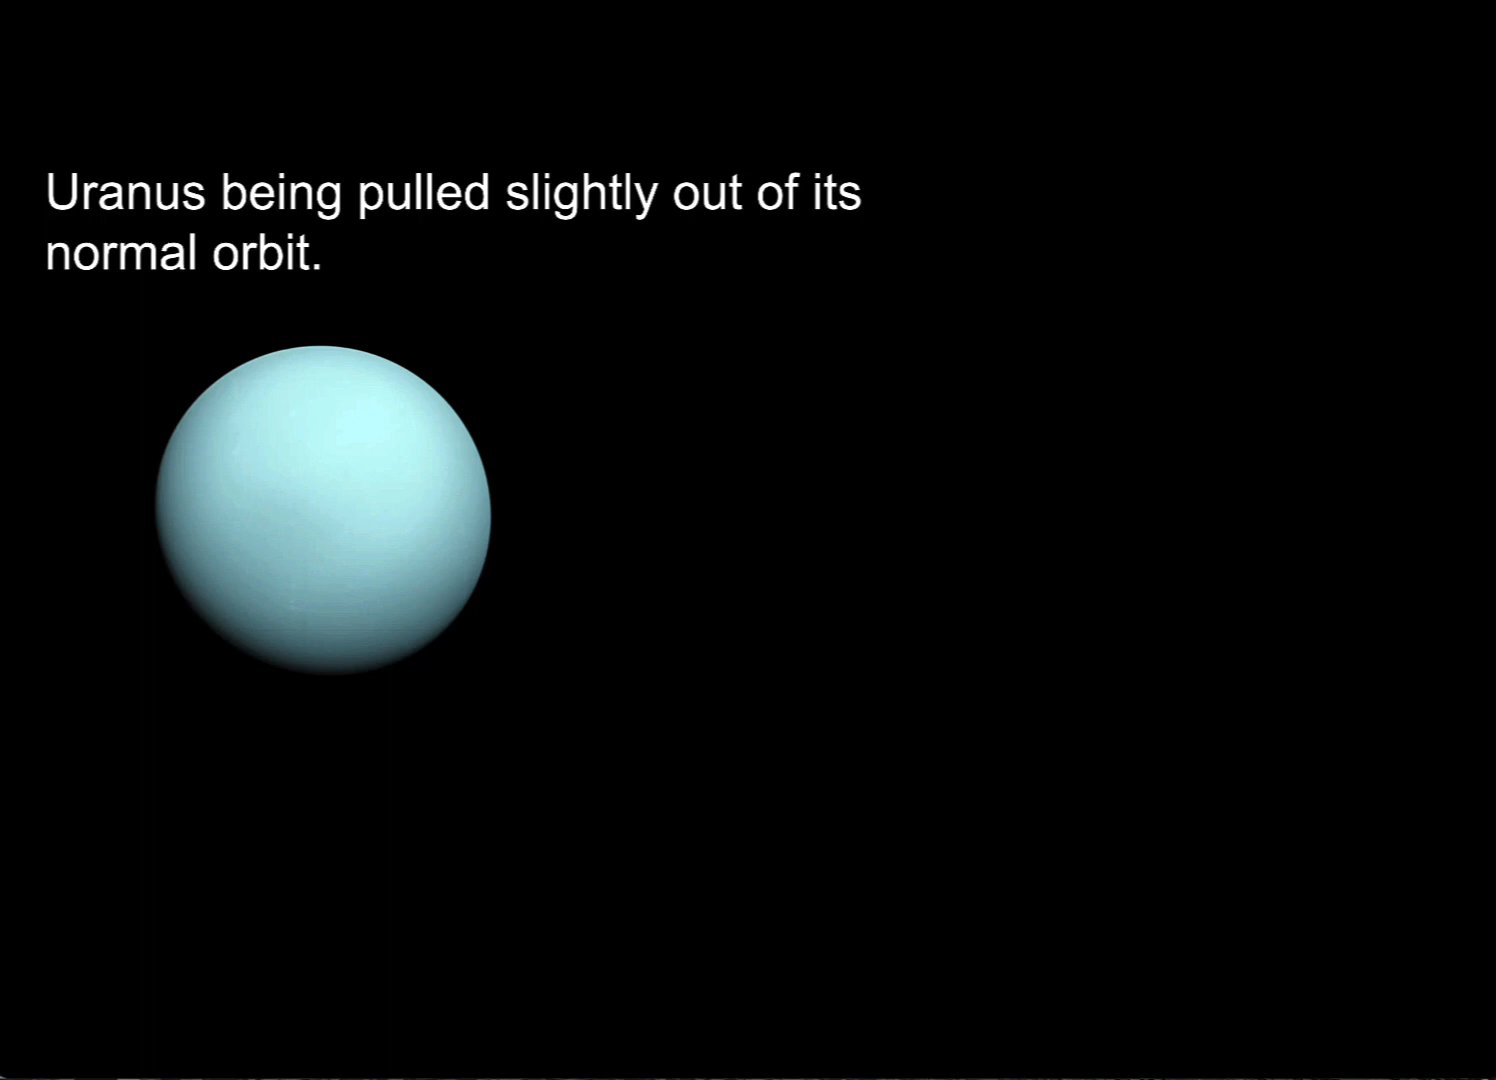 Uranus being pulled slightly out of its
normal orbit.